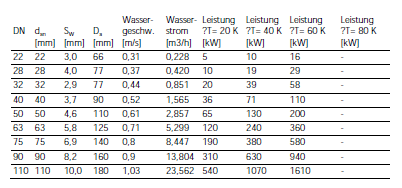 Wasser- Wasser- Leistung Leistung Leistung Leistung
DN dan SW Da geschw. strom ?T= 20 K ?T= 40 K ?T= 60 K ?T= 80 K
[mm] [mm] [mm] [m/s] [m3/h] [kW] [kW] [kW] [kW]
22 22 3,0 66 0,31 0,228 5 10 16 -
28 28 4,0 77 0,37 0,420 10 19 29 -
32 32 2,9 77 0,44 0,851 20 39 58 -
40 40 3,7 90 0,52 1,565 36 71 110 -
50 50 4,6 110 0,61 2,857 65 130 200 -
63 63 5,8 125 0,71 5,299 120 240 360 -
75 75 6,9 140 0,8 8,447 190 380 580 -
90 90 8,2 160 0,9 13,804 310 630 940 -
110 110 10,0 180 1,03 23,562 540 1070 1610 -